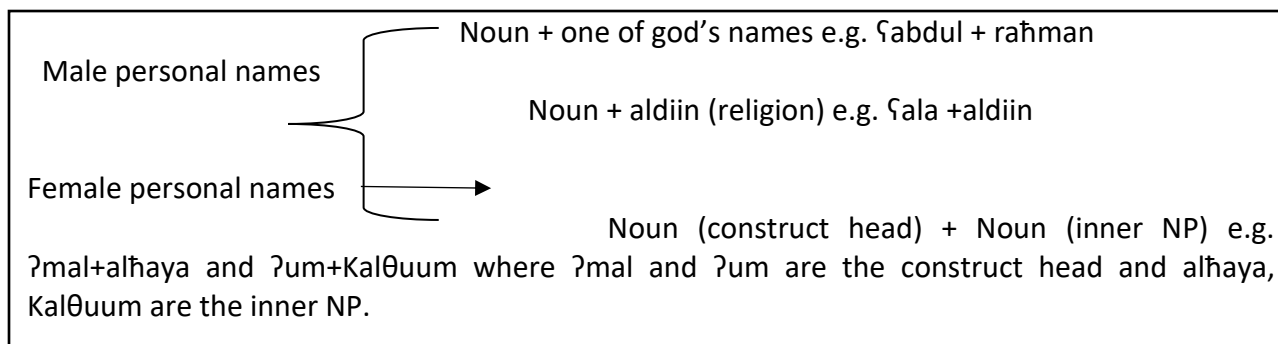 Noun + one of god's names e.g. ʕabdul + raħman
Male personal names
Noun + aldiin (religion) e.g. ʕala +aldiin
Female personal names
Noun (construct head) + Noun (inner NP) e.g.
ʔmal+alħaya and ʔum+Kalθuum where ʔmal and ʔum are the construct head and alħaya,
Kalθuum are the inner NP.